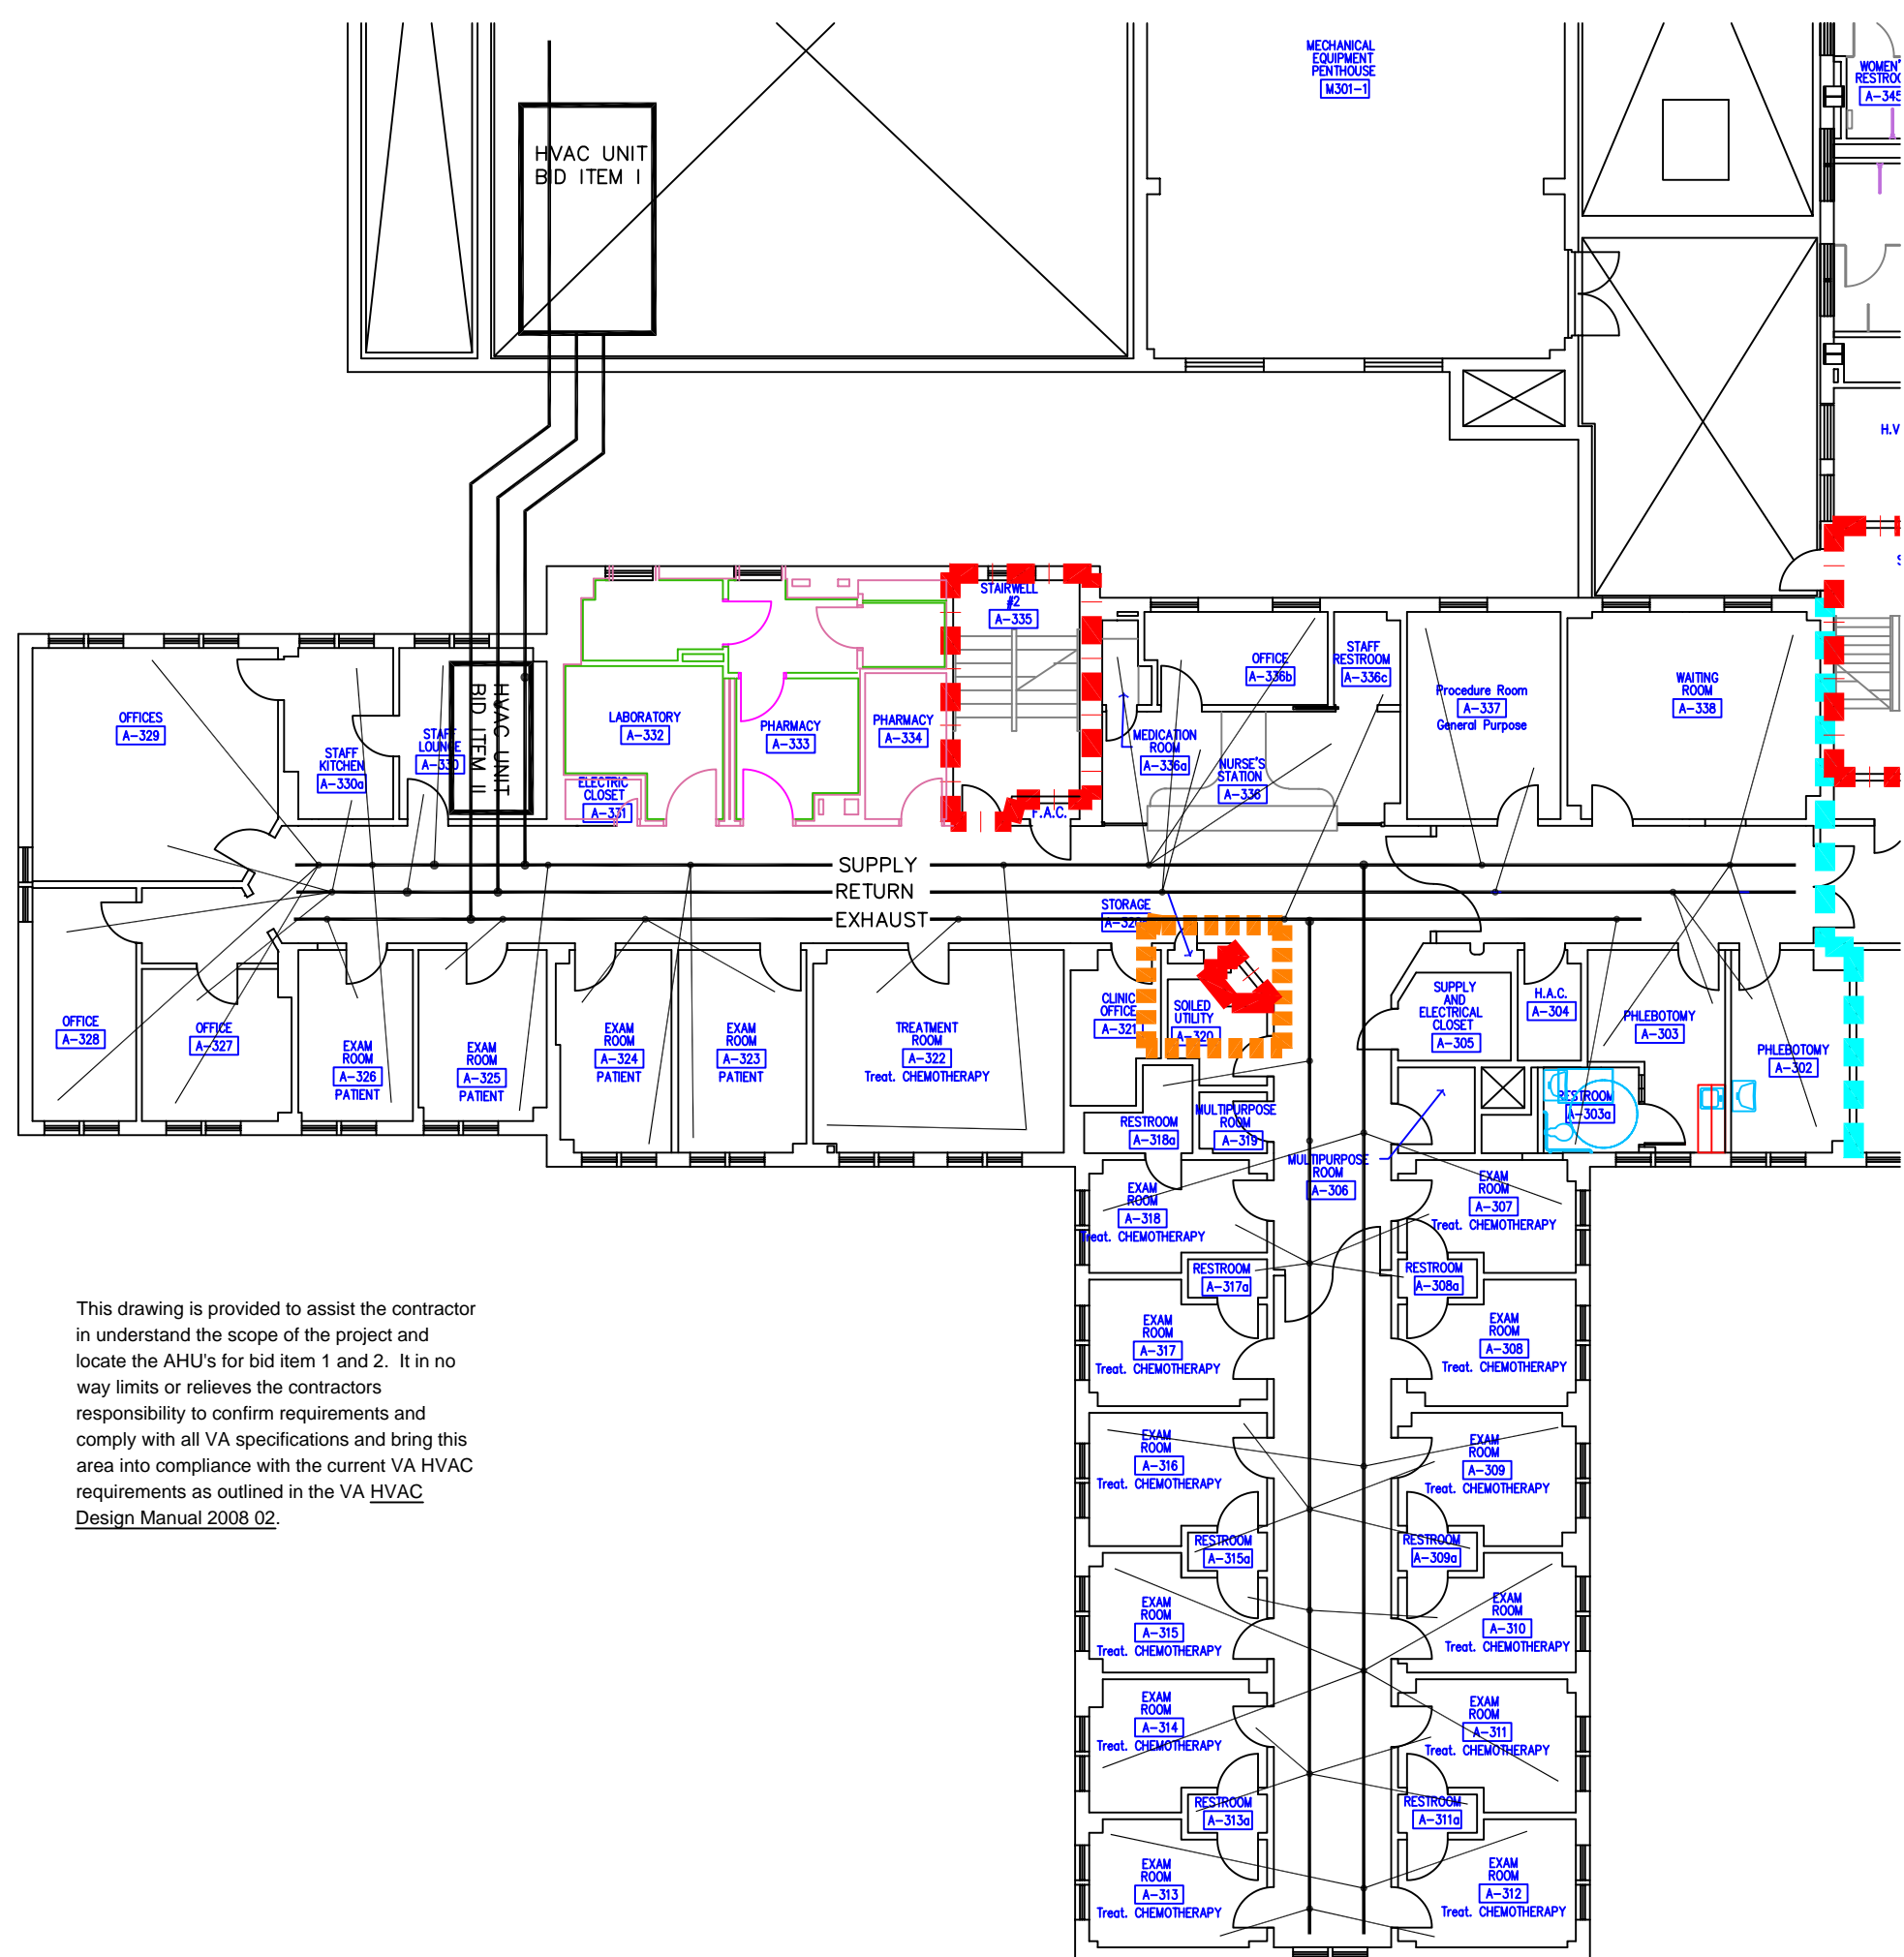 MECHANICAL
EQUIPMENT
PENTHOUSE
M301-1
WOMEN'
RESTROO
A-345
HVAC UNIT
BID ITEM I
H.V
STAIRWELL
#2
A-335
OFFICE
A-336b
STAFF
RESTROOM
A-336c
Procedure Room
A-337
General Purpose
WAITING
ROOM
A-338
OFFICES
A-329
STAFF
KITCHEN
A-330a
STAFF
LOUNGE
A-330
HVAC UNIT
BID ITEM II
LABORATORY
A-332
PHARMACY
A-333
PHARMACY
A-334
ELECTRIC
CLOSET
A-331
MEDICATION
ROOM
A-336a
NURSE'S
STATION
A-336
F.A.C.
SUPPLY
RETURN
EXHAUST
STORAGE
OFFICE
A-328
OFFICE
A-327
EXAM
ROOM
A-326
PATIENT
EXAM
ROOM
A-325
PATIENT
EXAM
ROOM
A-324
PATIENT
EXAM
ROOM
A-323
PATIENT
TREATMENT
ROOM
A-322
Treat. CHEMOTHERAPY
CLINIC
OFFICE
A-321
SOILED
UTILITY
A-320
SUPPLY
AND
ELECTRICAL
CLOSET
A-305
H.A.C.
A-304
PHLEBOTOMY
A-303
PHLEBOTOMY
A-302
RESTROOM
A-303a
RESTROOM
A-318a
MULTIPURPOSE
ROOM
A-319
MULTIPURPOSE
ROOM
A-306
EXAM
ROOM
A-318
Treat. CHEMOTHERAPY
EXAM
ROOM
A-307
Treat. CHEMOTHERAPY
RESTROOM
A-317a
RESTROOM
A-308a
EXAM
ROOM
A-317
Treat. CHEMOTHERAPY
EXAM
ROOM
A-308
Treat. CHEMOTHERAPY
EXAM
ROOM
A-316
Treat. CHEMOTHERAPY
EXAM
ROOM
A-309
Treat. CHEMOTHERAPY
RESTROOM
A-315a
RESTROOM
A-309a
EXAM
ROOM
A-315
Treat. CHEMOTHERAPY
EXAM
ROOM
A-310
Treat. CHEMOTHERAPY
EXAM
ROOM
A-314
Treat. CHEMOTHERAPY
EXAM
ROOM
A-311
Treat. CHEMOTHERAPY
RESTROOM
A-313a
RESTROOM
A-311a
EXAM
ROOM
A-313
Treat. CHEMOTHERAPY
EXAM
ROOM
A-312
Treat. CHEMOTHERAPY
This drawing is provided to assist the contractor
in understand the scope of the project and
locate the AHU's for bid item 1 and 2. It in no
way limits or relieves the contractors
responsibility to confirm requirements and
comply with all VA specifications and bring this
area into compliance with the current VA HVAC
requirements as outlined in the VA HVAC
Design Manual 2008 02.